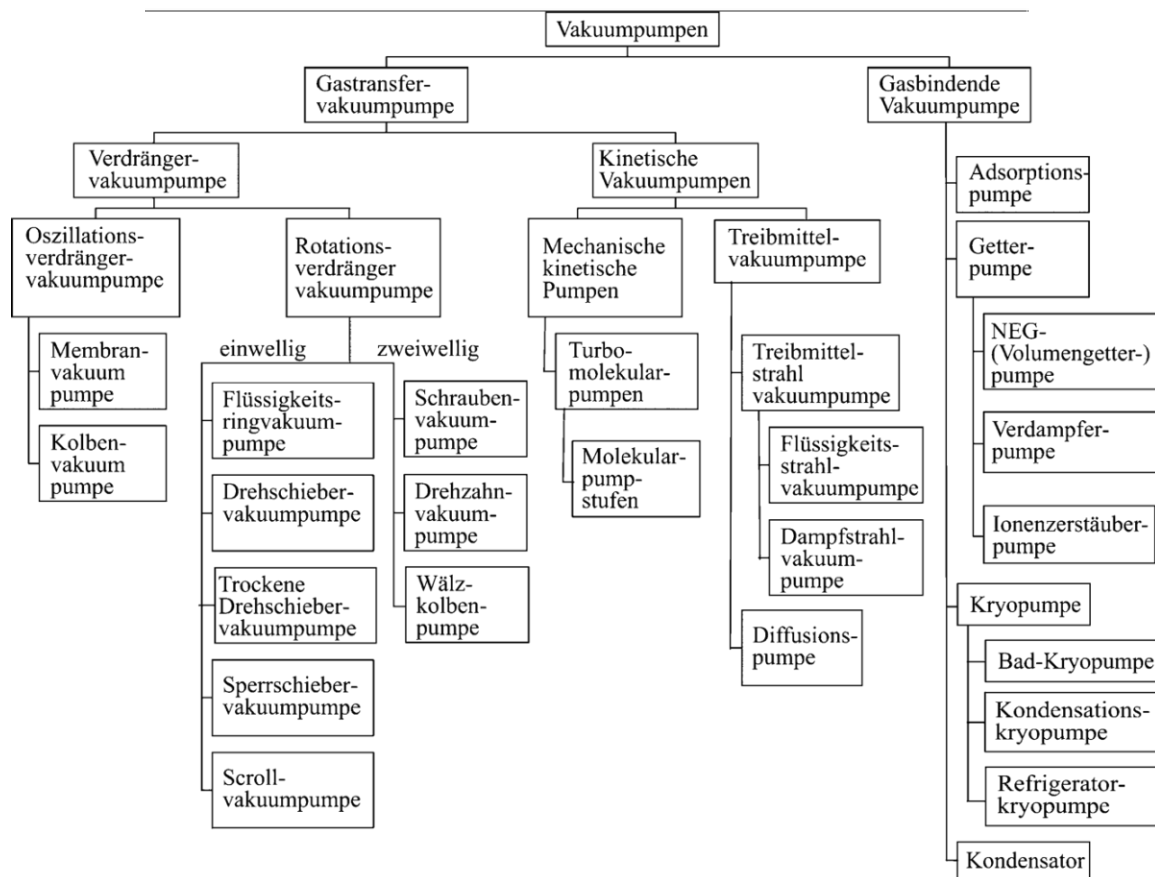 Vakuumpumpen
Gastransfer-
vakuumpumpe
Gasbindende
Vakuumpumpe
Verdränger-
vakuumpumpe
Kinetische
Vakuumpumpen
Oszillations-
verdränger-
vakuumpumpe
Membran-
vakuum
pumpe
Kolben-
vakuum
pumpe
Rotations-
verdränger
vakuumpumpe
einwellig
zweiwellig
Flüssigkeits-
ringvakuum-
pumpe
Drehschieber-
vakuumpumpe
Trockene
Drehschieber-
vakuumpumpe
Sperrschieber-
vakuumpumpe
Scroll-
vakuumpumpe
Schrauben-
vakuum-
pumpe
Drehzahn-
vakuum-
pumpe
Wälz-
kolben-
pumpe
Mechanische
kinetische
Pumpen
Turbo-
molekular-
pumpen
Molekular-
pump-
stufen
Treibmittel-
vakuumpumpe
Treibmittel-
strahl
vakuumpumpe
Flüssigkeits-
strahl-
vakuumpumpe
Dampfstrahl-
vakuum-
pumpe
Diffusions-
pumpe
Adsorptions-
pumpe
Getter-
pumpe
NEG-
(Volumengetter-)
pumpe
Verdampfer-
pumpe
Ionenzerstäuber-
pumpe
Kryopumpe
Bad-Kryopumpe
Kondensations-
kryopumpe
Refrigerator-
kryopumpe
Kondensator